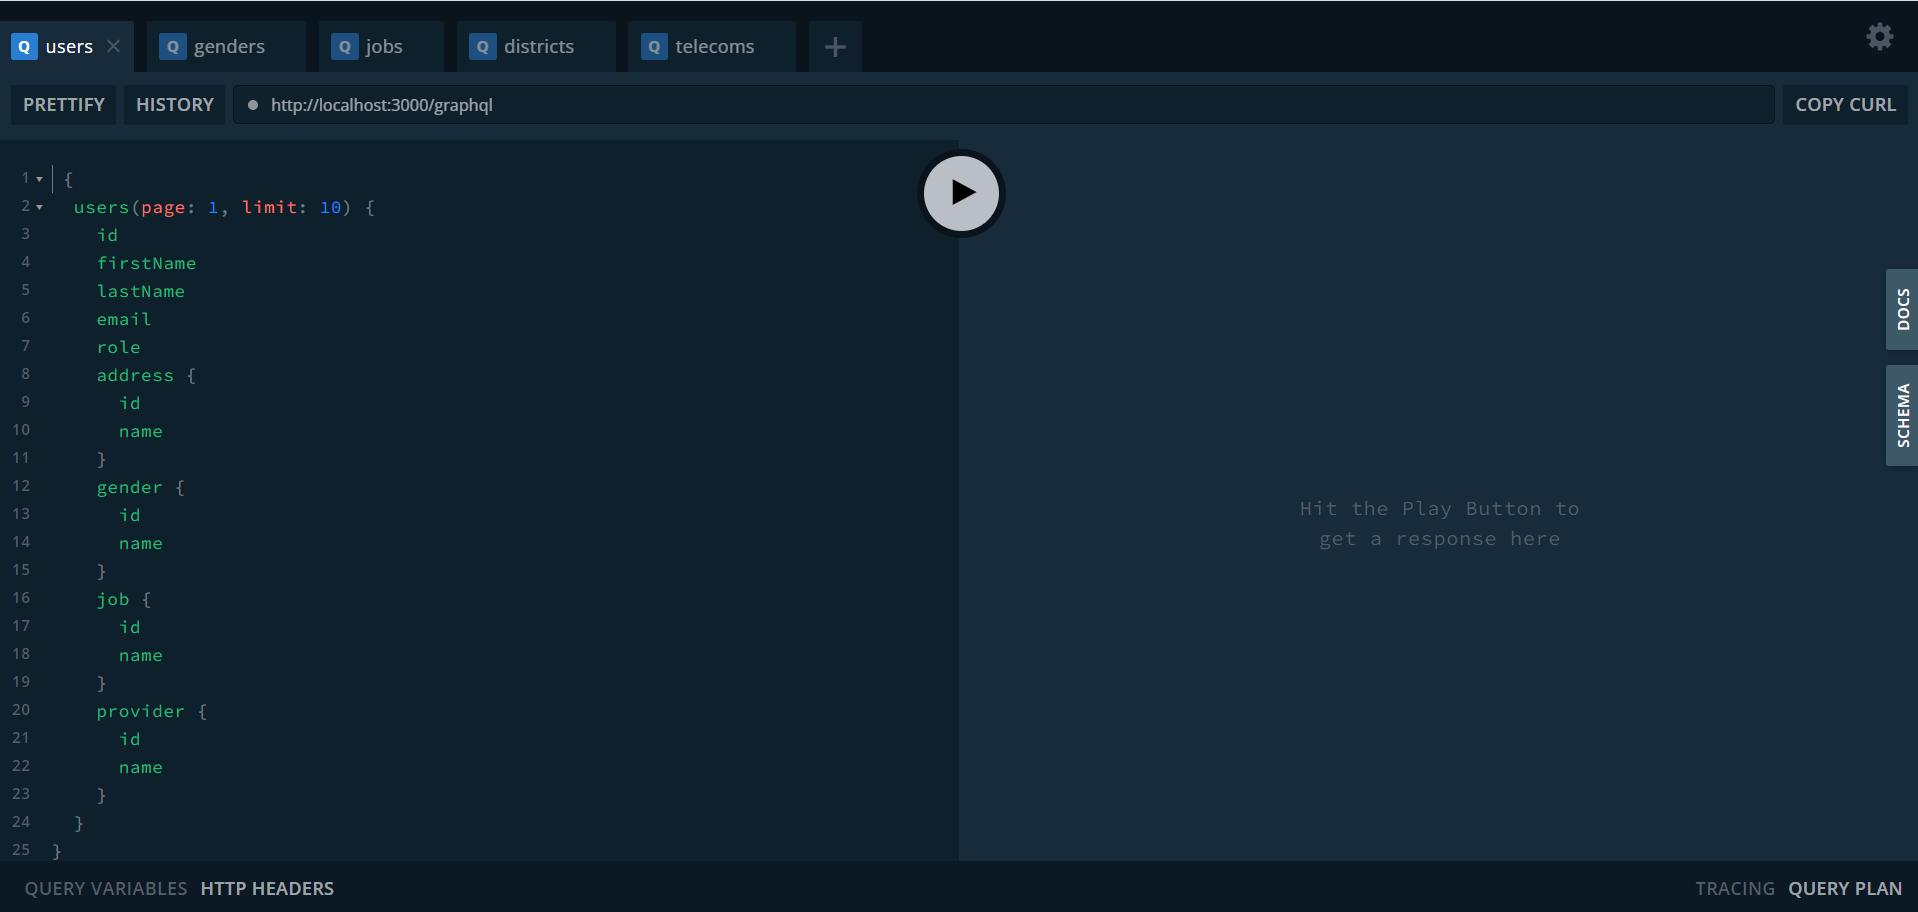 Q users × Q genders Q jobs Q districts Q telecoms +
PRETTIFY HISTORY http://localhost:3000/graphql COPY CURL
1 {
2 users(page: 1, limit: 10) {
3 id
4 firstName
5 lastName
6 email
7 role
8 address {
9 id
10 name
11 }
12 gender {
13 id
14 name
15 }
16 job {
17 id
18 name
19 }
20 provider {
21 id
22 name
23 }
24 }
25 }
Hit the Play Button to
get a response here
DOCS
SCHEMA
QUERY VARIABLES HTTP HEADERS TRACING QUERY PLAN